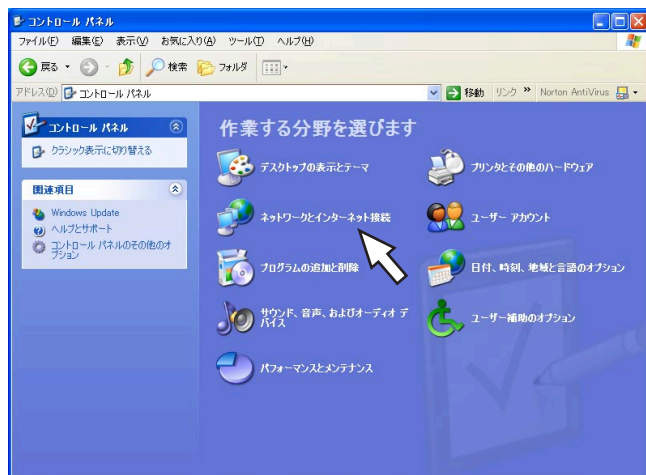 コントロール パネル
ファイル(F) 編集(E) 表示(V) お気に入り(A) ツール(T) ヘルプ(H)
戻る 検索 フォルダ
アドレス(D) コントロール パネル 移動 リンク » Norton AntiVirus
コントロール パネル
クラシック表示に切り替える
関連項目
Windows Update
ヘルプとサポート
コントロール パネルのその他のオ
プション
作業する分野を選びます
デスクトップの表示とテーマ
プリンタとその他のハードウェア
ネットワークとインターネット接続
ユーザー アカウント
プログラムの追加と削除
日付、時刻、地域と言語のオプション
サウンド、音声、およびオーディオ デ
バイス
ユーザー補助のオプション
パフォーマンスとメンテナンス